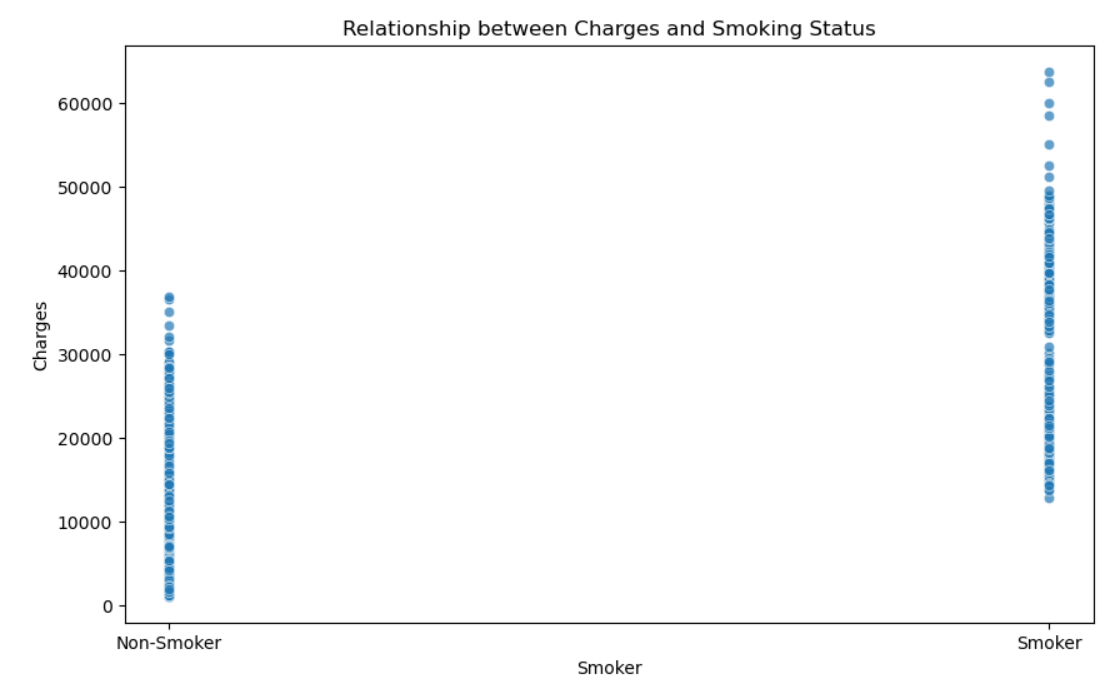 Relationship between Charges and Smoking Status
60000
50000
40000
30000
20000
10000
0
Charges
Non-Smoker
Smoker
Smoker